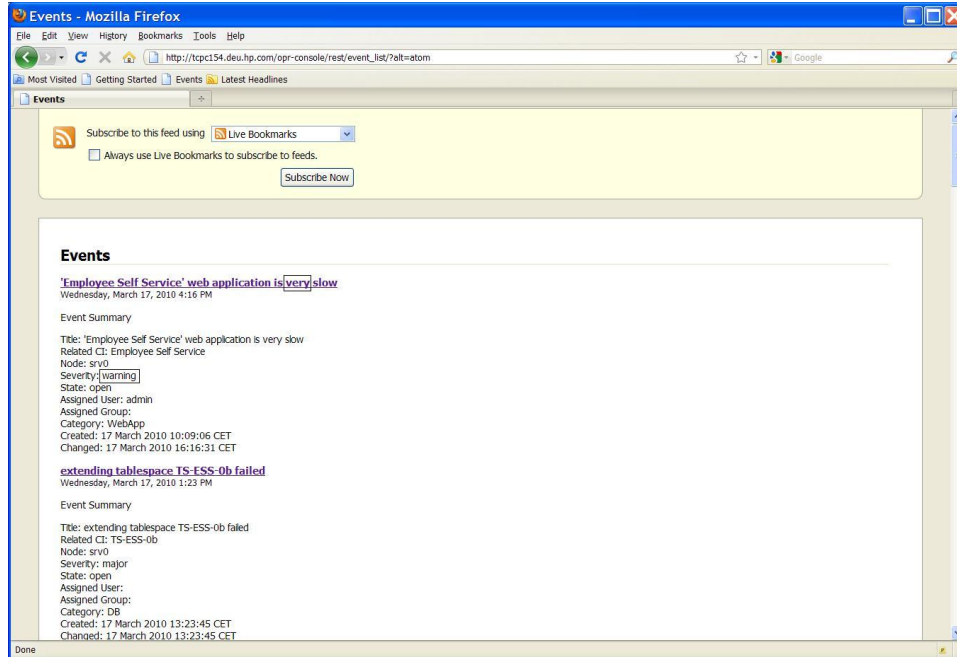 Events - Mozilla Firefox
File Edit View History Bookmarks Tools Help
http://tcpc154.deu.hp.com/opr-console/rest/event_list/?alt=atom
Google
Most Visited Getting Started Events Latest Headlines
Events
Subscribe to this feed using Live Bookmarks
Always use Live Bookmarks to subscribe to feeds.
Subscribe Now
Events
'Employee Self Service' web application is very slow
Wednesday, March 17, 2010 4:16 PM
Event Summary
Title: 'Employee Self Service' web application is very slow
Related CI: Employee Self Service
Node: srv0
Severity: warning
State: open
Assigned User: admin
Assigned Group:
Category: WebApp
Created: 17 March 2010 10:09:06 CET
Changed: 17 March 2010 16:16:31 CET
extending tablespace TS-ESS-0b failed
Wednesday, March 17, 2010 1:23 PM
Event Summary
Title: extending tablespace TS-ESS-0b failed
Related CI: TS-ESS-0b
Node: srv0
Severity: major
State: open
Assigned User:
Assigned Group:
Category: DB
Created: 17 March 2010 13:23:45 CET
Changed: 17 March 2010 13:23:45 CET
Done